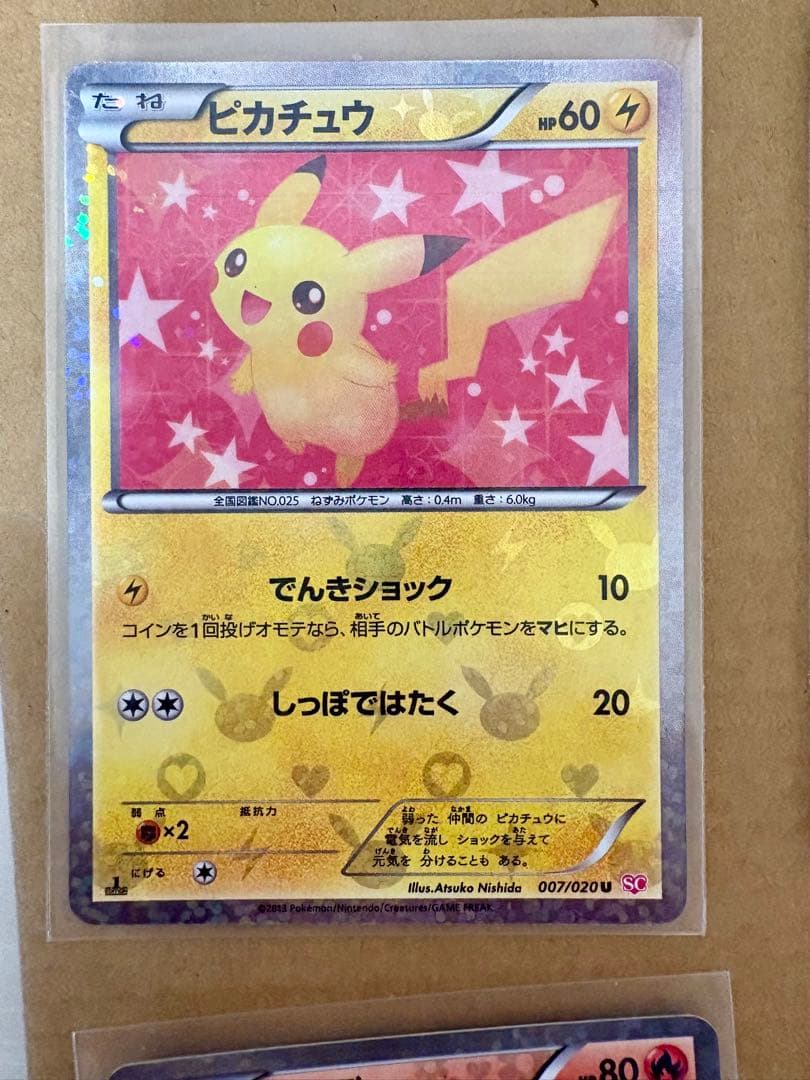 たね ピカチュウ HP60
全国図鑑NO.025 ねずみポケモン 高さ:0.4m 重さ:6.0kg
でんきショック 10
コインを1回投げオモテなら、相手のバトルポケモンをマヒにする。
しっぽではたく 20
弱点 抵抗力
×2
にげる
弱った 仲間の ピカチュウに
電気を流し ショックを与えて
元気を 分けることも ある。
1 EDITION
Illus.Atsuko Nishida 007/020 U SC
©2013 Pokémon/Nintendo/Creatures/GAME FREAK
HP80